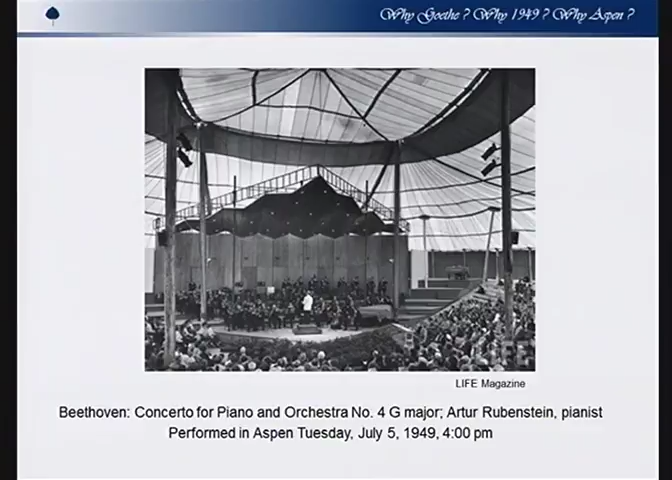 Why Goethe ? Why 1949 ? Why Aspen ?
LIFE
LIFE Magazine
Beethoven: Concerto for Piano and Orchestra No. 4 G major; Artur Rubenstein, pianist
Performed in Aspen Tuesday, July 5, 1949, 4:00 pm